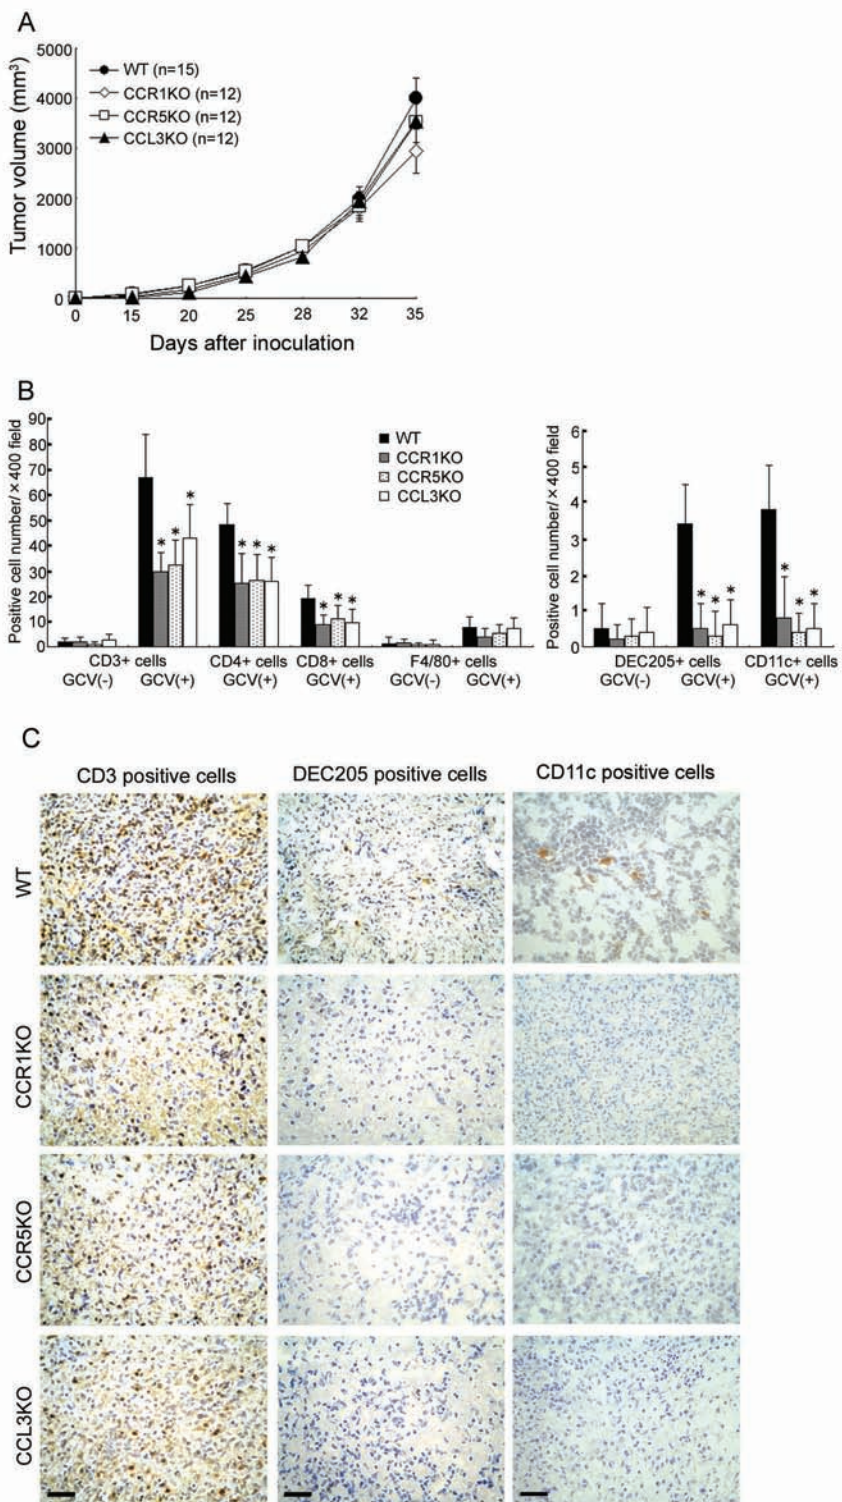 A
Tumor volume (mm³)
5000
4000
3000
2000
1000
0
WT (n=15)
CCR1KO (n=12)
CCR5KO (n=12)
CCL3KO (n=12)
0 15 20 25 28 32 35
Days after inoculation
B
Positive cell number/ ×400 field
90
80
70
60
50
40
30
20
10
0
* * *
* * *
* * *
WT
CCR1KO
CCR5KO
CCL3KO
CD3+ cells CD4+ cells CD8+ cells F4/80+ cells
GCV(-) GCV(+) GCV(+) GCV(+) GCV(-) GCV(+)
Positive cell number/ ×400 field
6
5
4
3
2
1
0
* * *
* * *
DEC205+ cells CD11c+ cells
GCV(-) GCV(+) GCV(+)
C
CD3 positive cells DEC205 positive cells CD11c positive cells
WT
CCR1KO
CCR5KO
CCL3KO